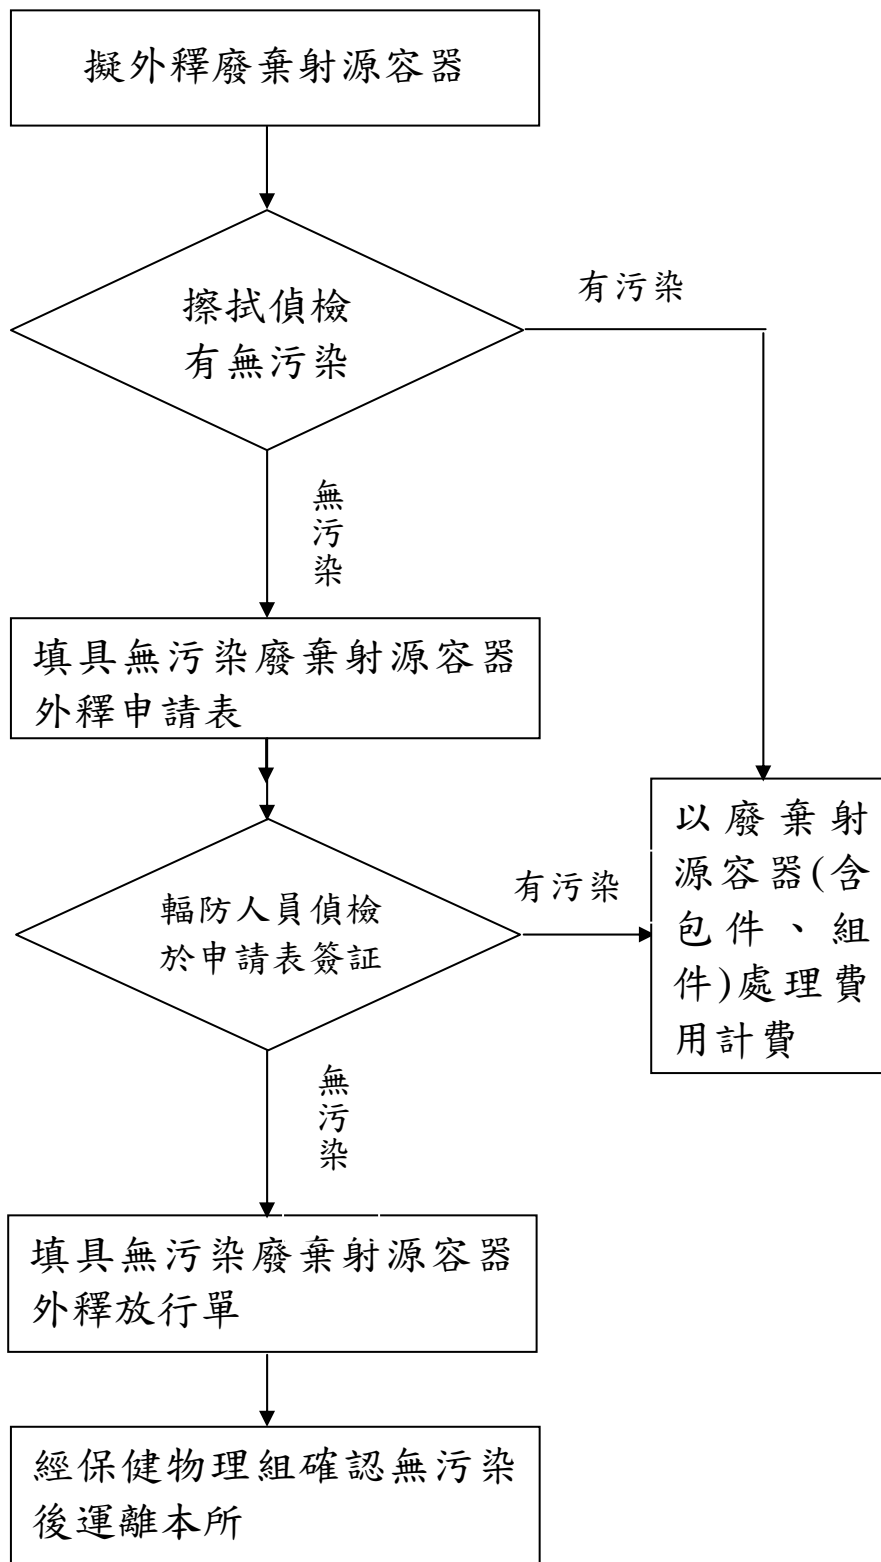 擬外釋廢棄射源容器
擦拭偵檢
有無污染
有污染
無污染
填具無污染廢棄射源容器
外釋申請表
輻防人員偵檢
於申請表簽証
有污染
以廢棄射
源容器(含
包件、組
件)處理費
用計費
無污染
填具無污染廢棄射源容器
外釋放行單
經保健物理組確認無污染
後運離本所